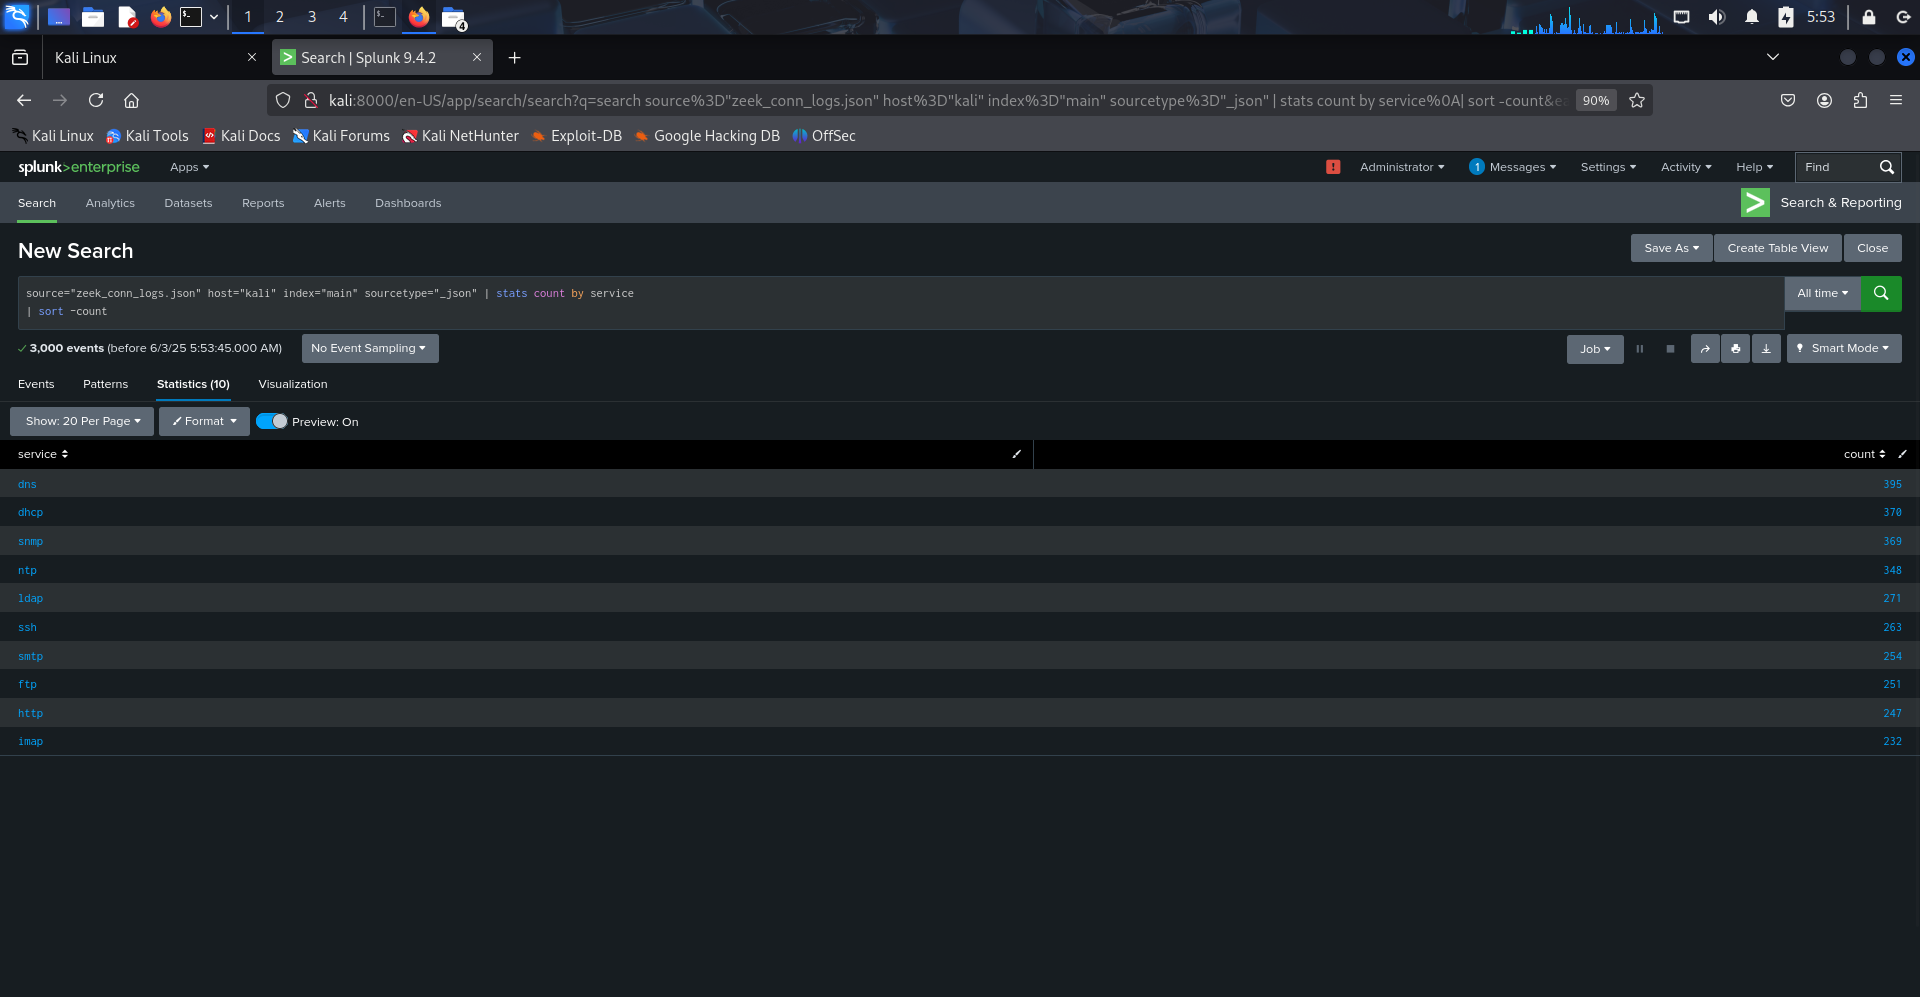 1 2 3 4 4 5:53
Kali Linux Search | Splunk 9.4.2
kali:8000/en-US/app/search/search?q=search source%3D"zeek_conn_logs.json" host%3D"kali" index%3D"main" sourcetype%3D"_json" | stats count by service%0A| sort -count& 90%
Kali Linux Kali Tools Kali Docs Kali Forums Kali NetHunter Exploit-DB Google Hacking DB OffSec
splunk>enterprise Apps ! Administrator 1 Messages Settings Activity Help Find
Search Analytics Datasets Reports Alerts Dashboards > Search & Reporting
New Search Save As Create Table View Close
source="zeek_conn_logs.json" host="kali" index="main" sourcetype="_json" | stats count by service All time
| sort -count
3,000 events (before 6/3/25 5:53:45.000 AM) No Event Sampling Job Smart Mode
Events Patterns Statistics (10) Visualization
Show: 20 Per Page Format Preview: On
service count
dns 395
dhcp 370
snmp 369
ntp 348
ldap 271
ssh 263
smtp 254
ftp 251
http 247
imap 232